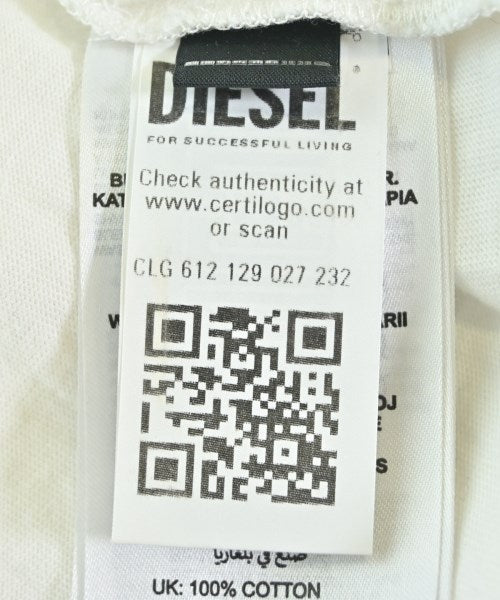 DIESEL
FOR SUCCESSFUL LIVING
Check authenticity at
www.certilogo.com
or scan
CLG 612 129 027 232
صنع في بلغاريا
UK: 100% COTTON